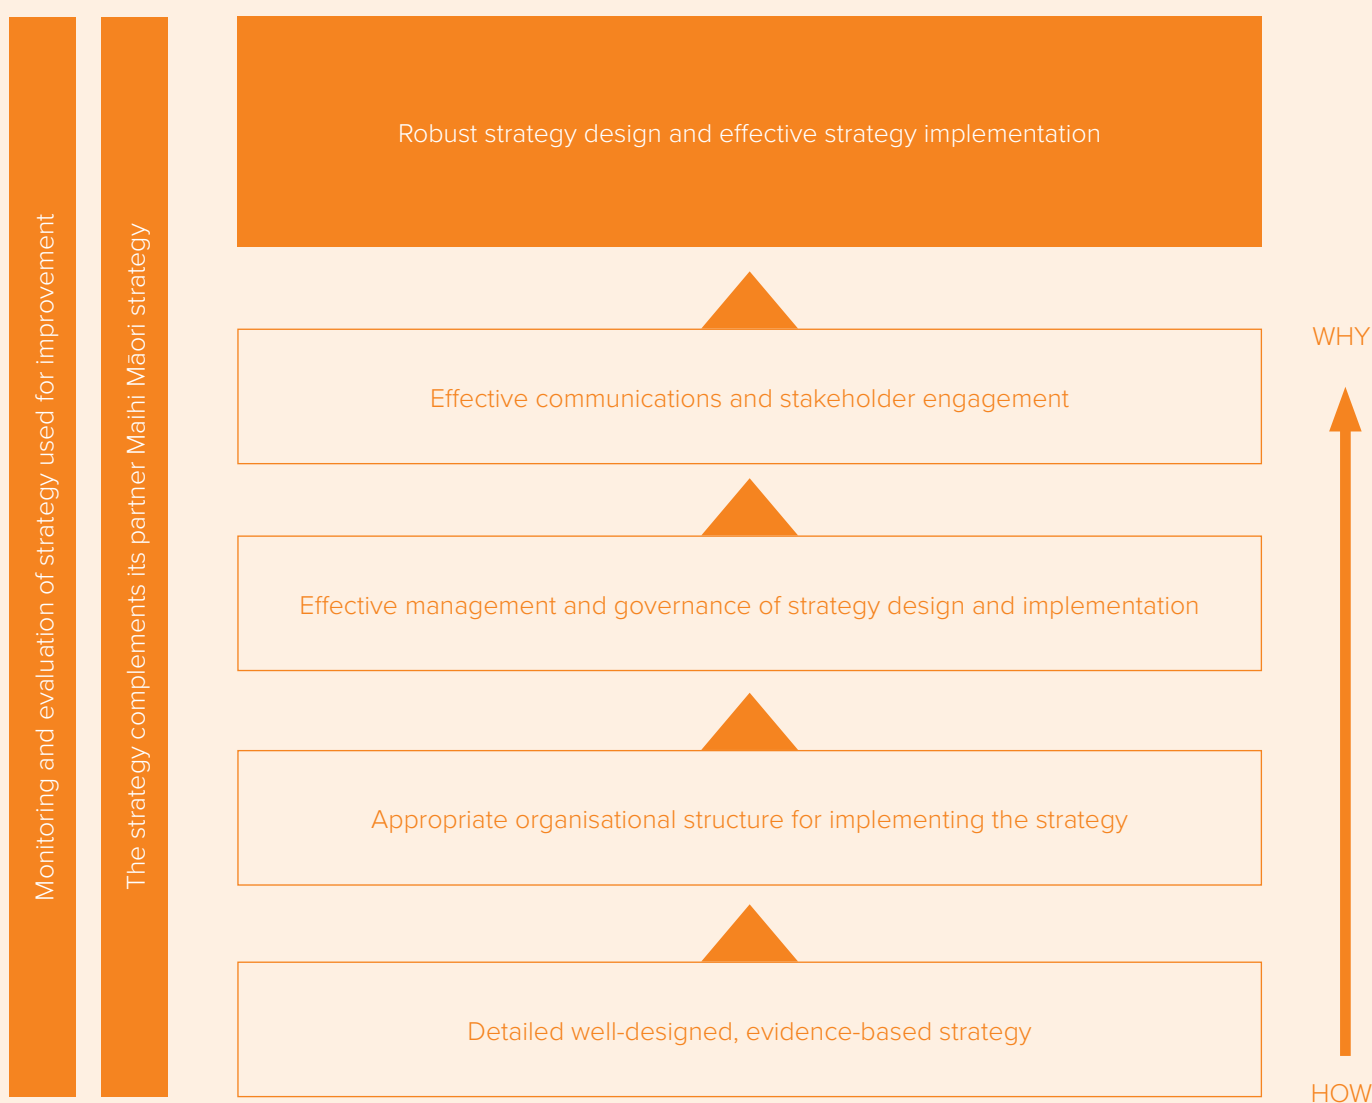 Monitoring and evaluation of strategy used for improvement
The strategy complements its partner Maihi Māori strategy
Robust strategy design and effective strategy implementation
Effective communications and stakeholder engagement
Effective management and governance of strategy design and implementation
Appropriate organisational structure for implementing the strategy
Detailed well-designed, evidence-based strategy
WHY
HOW